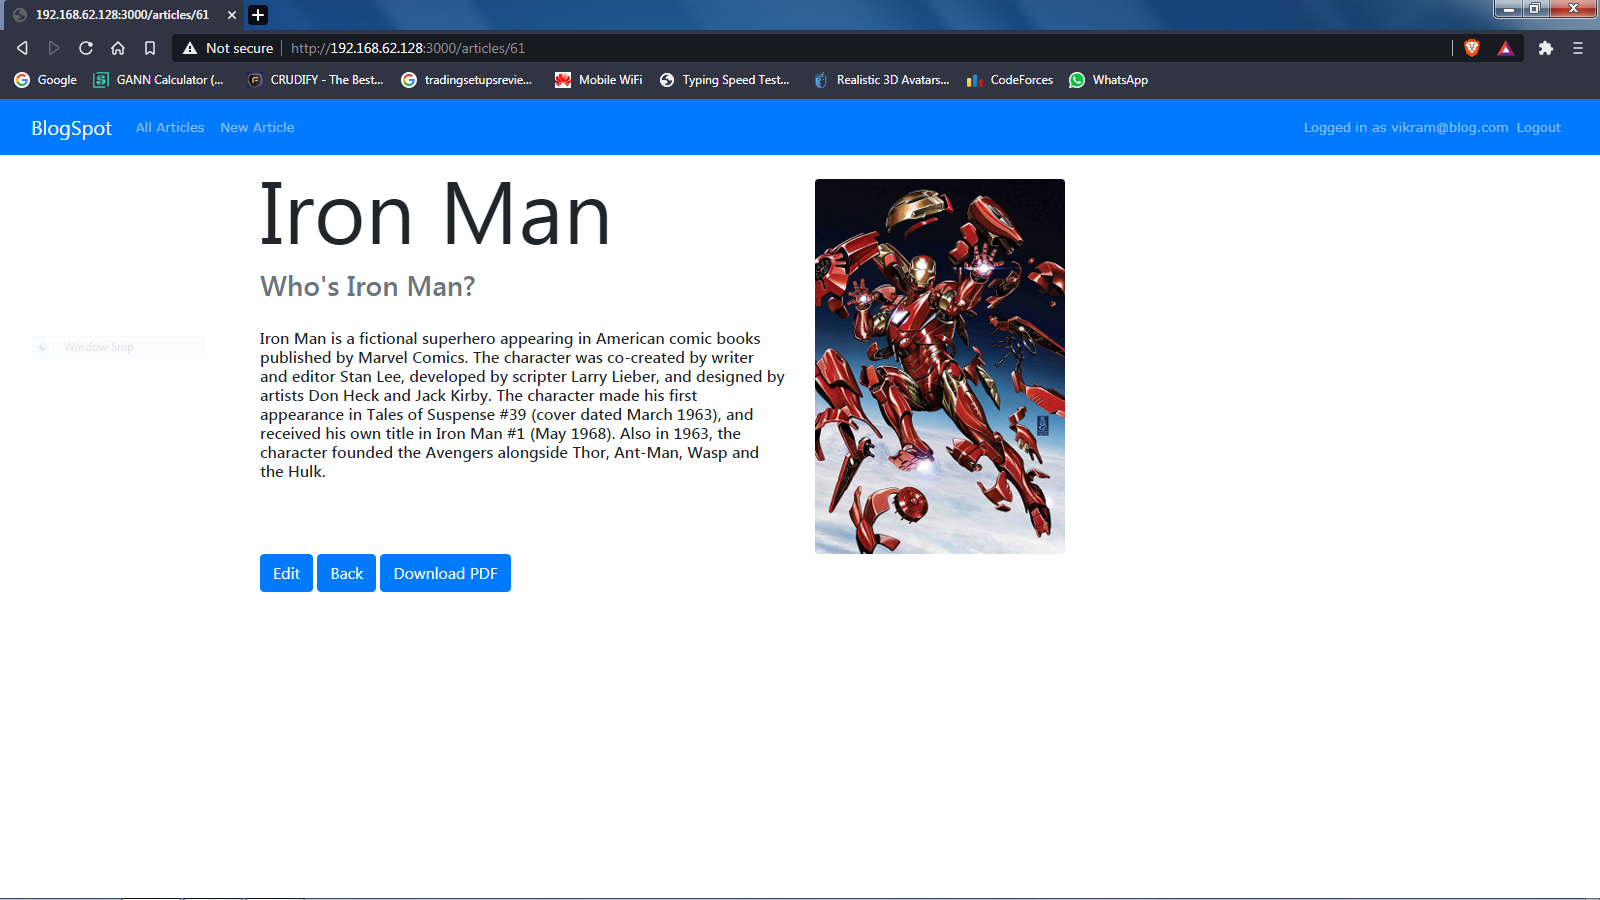 192.168.62.128:3000/articles/61
Not secure
http://192.168.62.128:3000/articles/61
Google
GANN Calculator (...
CRUDIFY - The Best...
tradingsetupsrevie...
Mobile WiFi
Typing Speed Test...
Realistic 3D Avatars...
CodeForces
WhatsApp
BlogSpot
All Articles
New Article
Logged in as vikram@blog.com
Logout
Iron Man
Who's Iron Man?
Iron Man is a fictional superhero appearing in American comic books
published by Marvel Comics. The character was co-created by writer
and editor Stan Lee, developed by scripter Larry Lieber, and designed by
artists Don Heck and Jack Kirby. The character made his first
appearance in Tales of Suspense #39 (cover dated March 1963), and
received his own title in Iron Man #1 (May 1968). Also in 1963, the
character founded the Avengers alongside Thor, Ant-Man, Wasp and
the Hulk.
Window Snip
Edit
Back
Download PDF